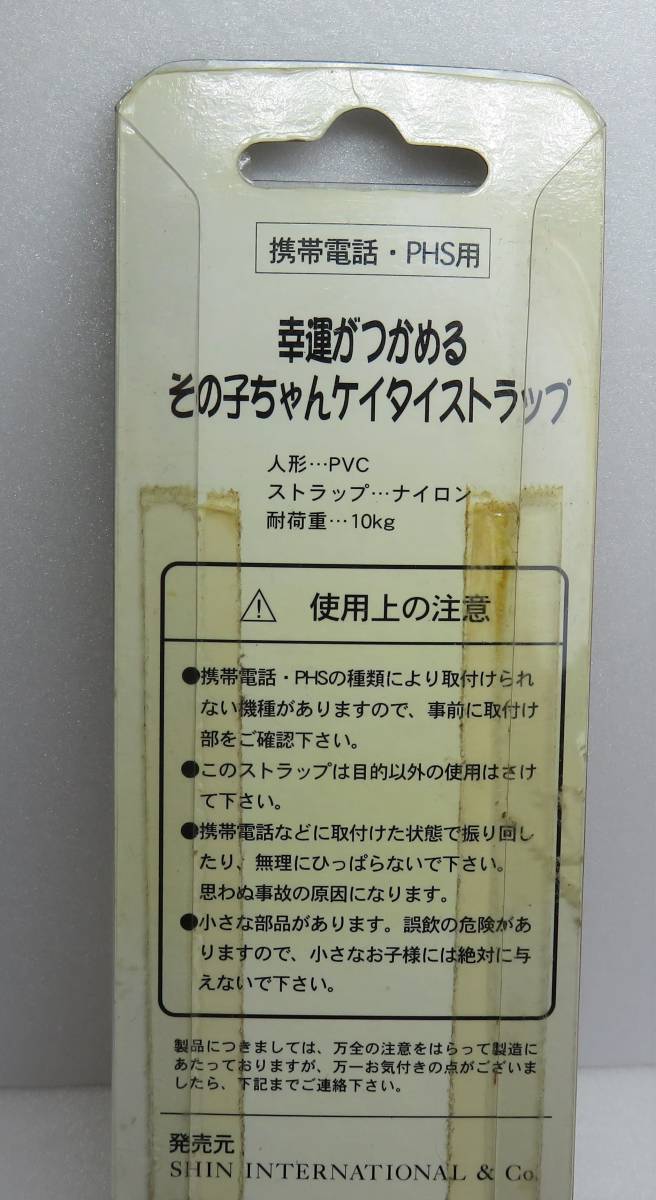 携帯電話・PHS用
幸運がつかめる
その子ちゃんケイタイストラップ
人形…PVC
ストラップ…ナイロン
耐荷重…10kg
使用上の注意
●携帯電話・PHSの種類により取付けられ
ない機種がありますので、事前に取付け
部をご確認下さい。
●このストラップは目的以外の使用はさけ
て下さい。
●携帯電話などに取付けた状態で振り回し
たり、無理にひっぱらないで下さい。
思わぬ事故の原因になります。
●小さな部品があります。誤飲の危険があ
りますので、小さなお子様には絶対に与
えないで下さい。
製品につきましては、万全の注意をはらって製造に
あたっておりますが、万一お気付きの点がございま
したら、下記までご連絡下さい。
発売元
SHIN INTERNATIONAL & Co.